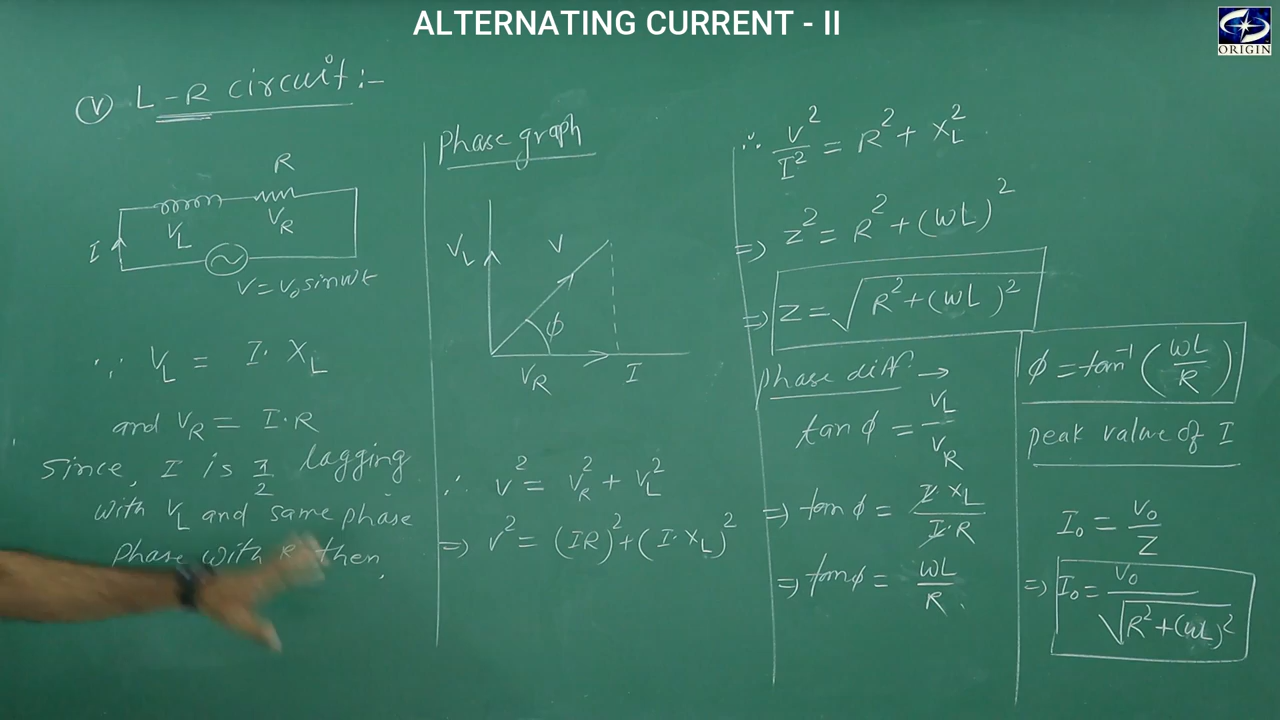 ALTERNATING CURRENT - II
ORIGIN
(V) L-R circuit:-
R
V_L
V_R
I
V = V₀ sinωt
∵ V_L = I · X_L
and V_R = I · R
Since, I is π/2 lagging
with V_L and same phase
phase with R then
Phase graph
V_L
V
φ
V_R
I
∴ V² = V_R² + V_L²
⇒ V² = (IR)² + (I · X_L)²
∴ V²/I² = R² + X_L²
⇒ Z² = R² + (ωL)²
⇒ Z = √(R² + (ωL)²)
phase diff. →
tan φ = V_L/V_R
⇒ tan φ = I X_L/I · R
⇒ tan φ = ωL/R.
φ = tan⁻¹(ωL/R)
peak value of I
I₀ = V₀/Z
⇒ I₀ = V₀/√(R² + (ωL)²)